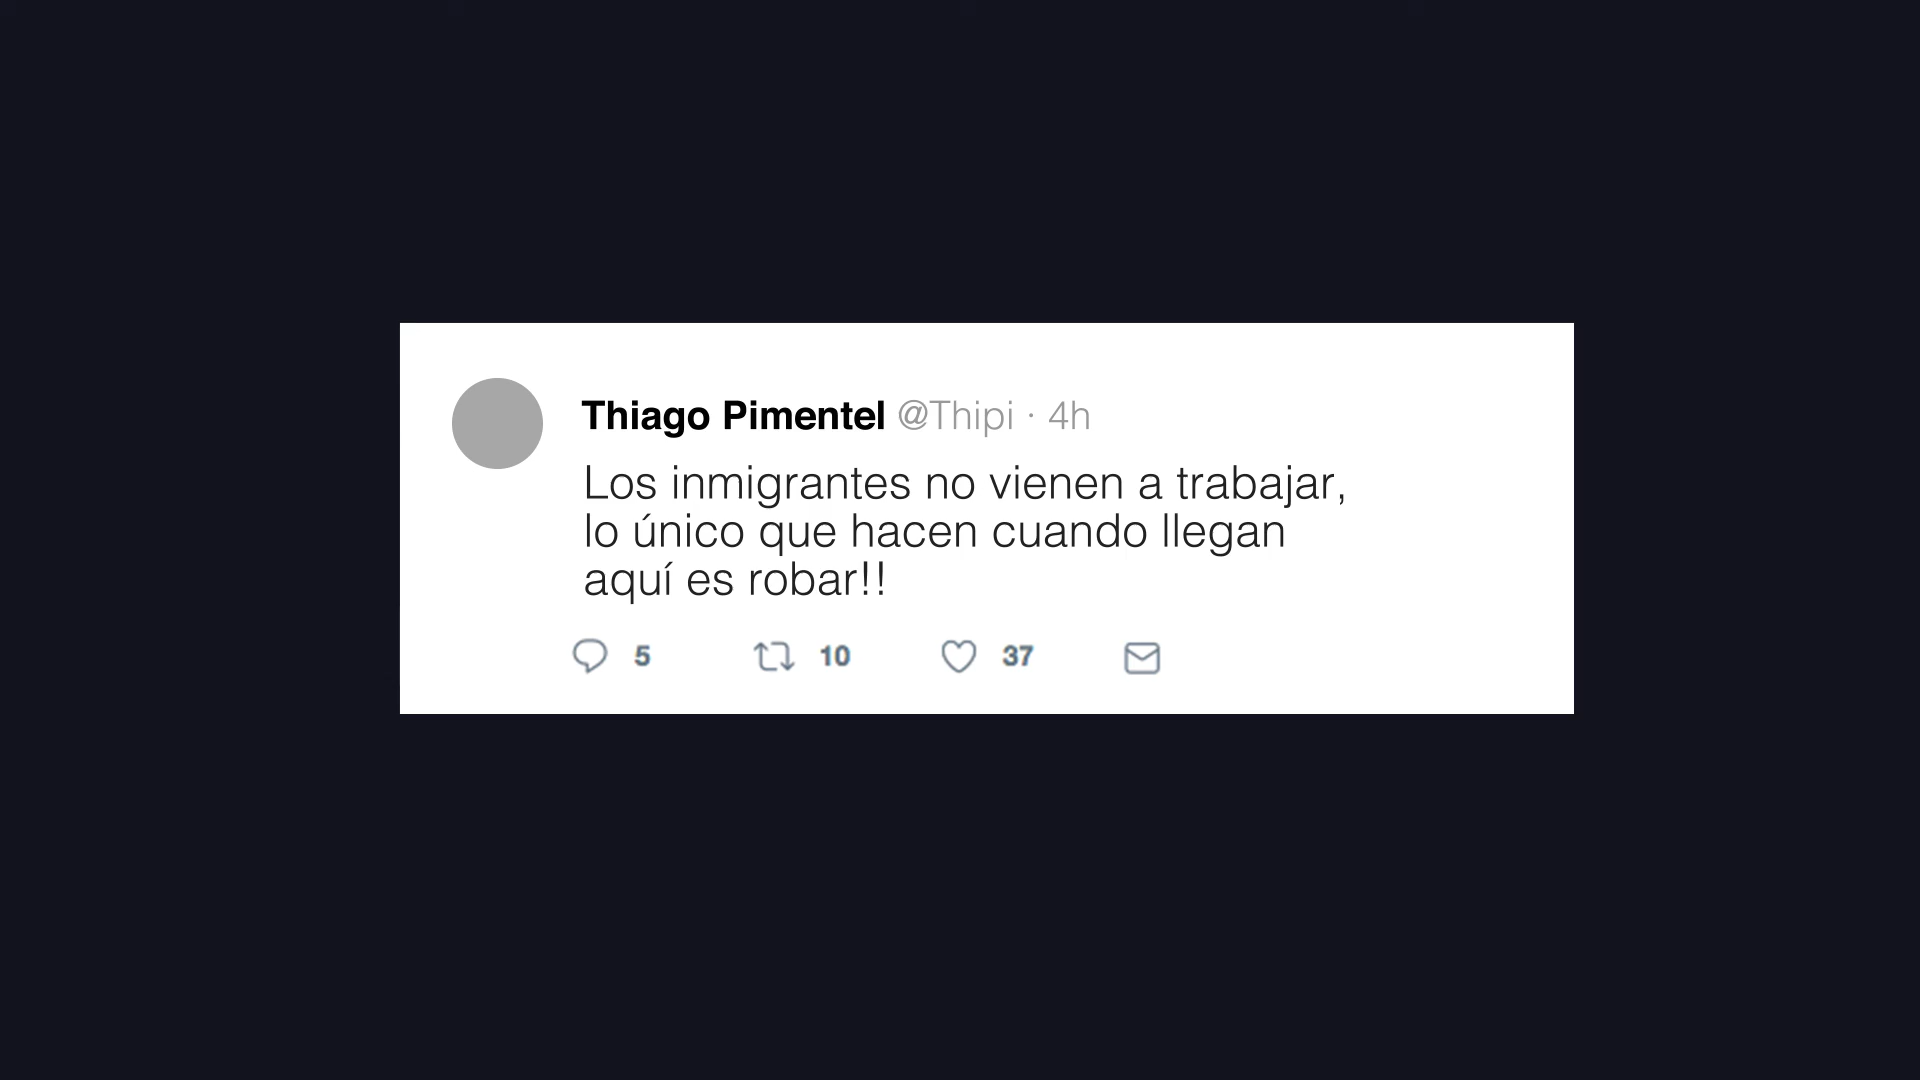 Thiago Pimentel @Thipi · 4h
Los inmigrantes no vienen a trabajar,
lo único que hacen cuando llegan
aquí es robar!!
5 10 37